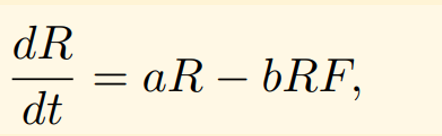 dR/dt = aR − bRF,